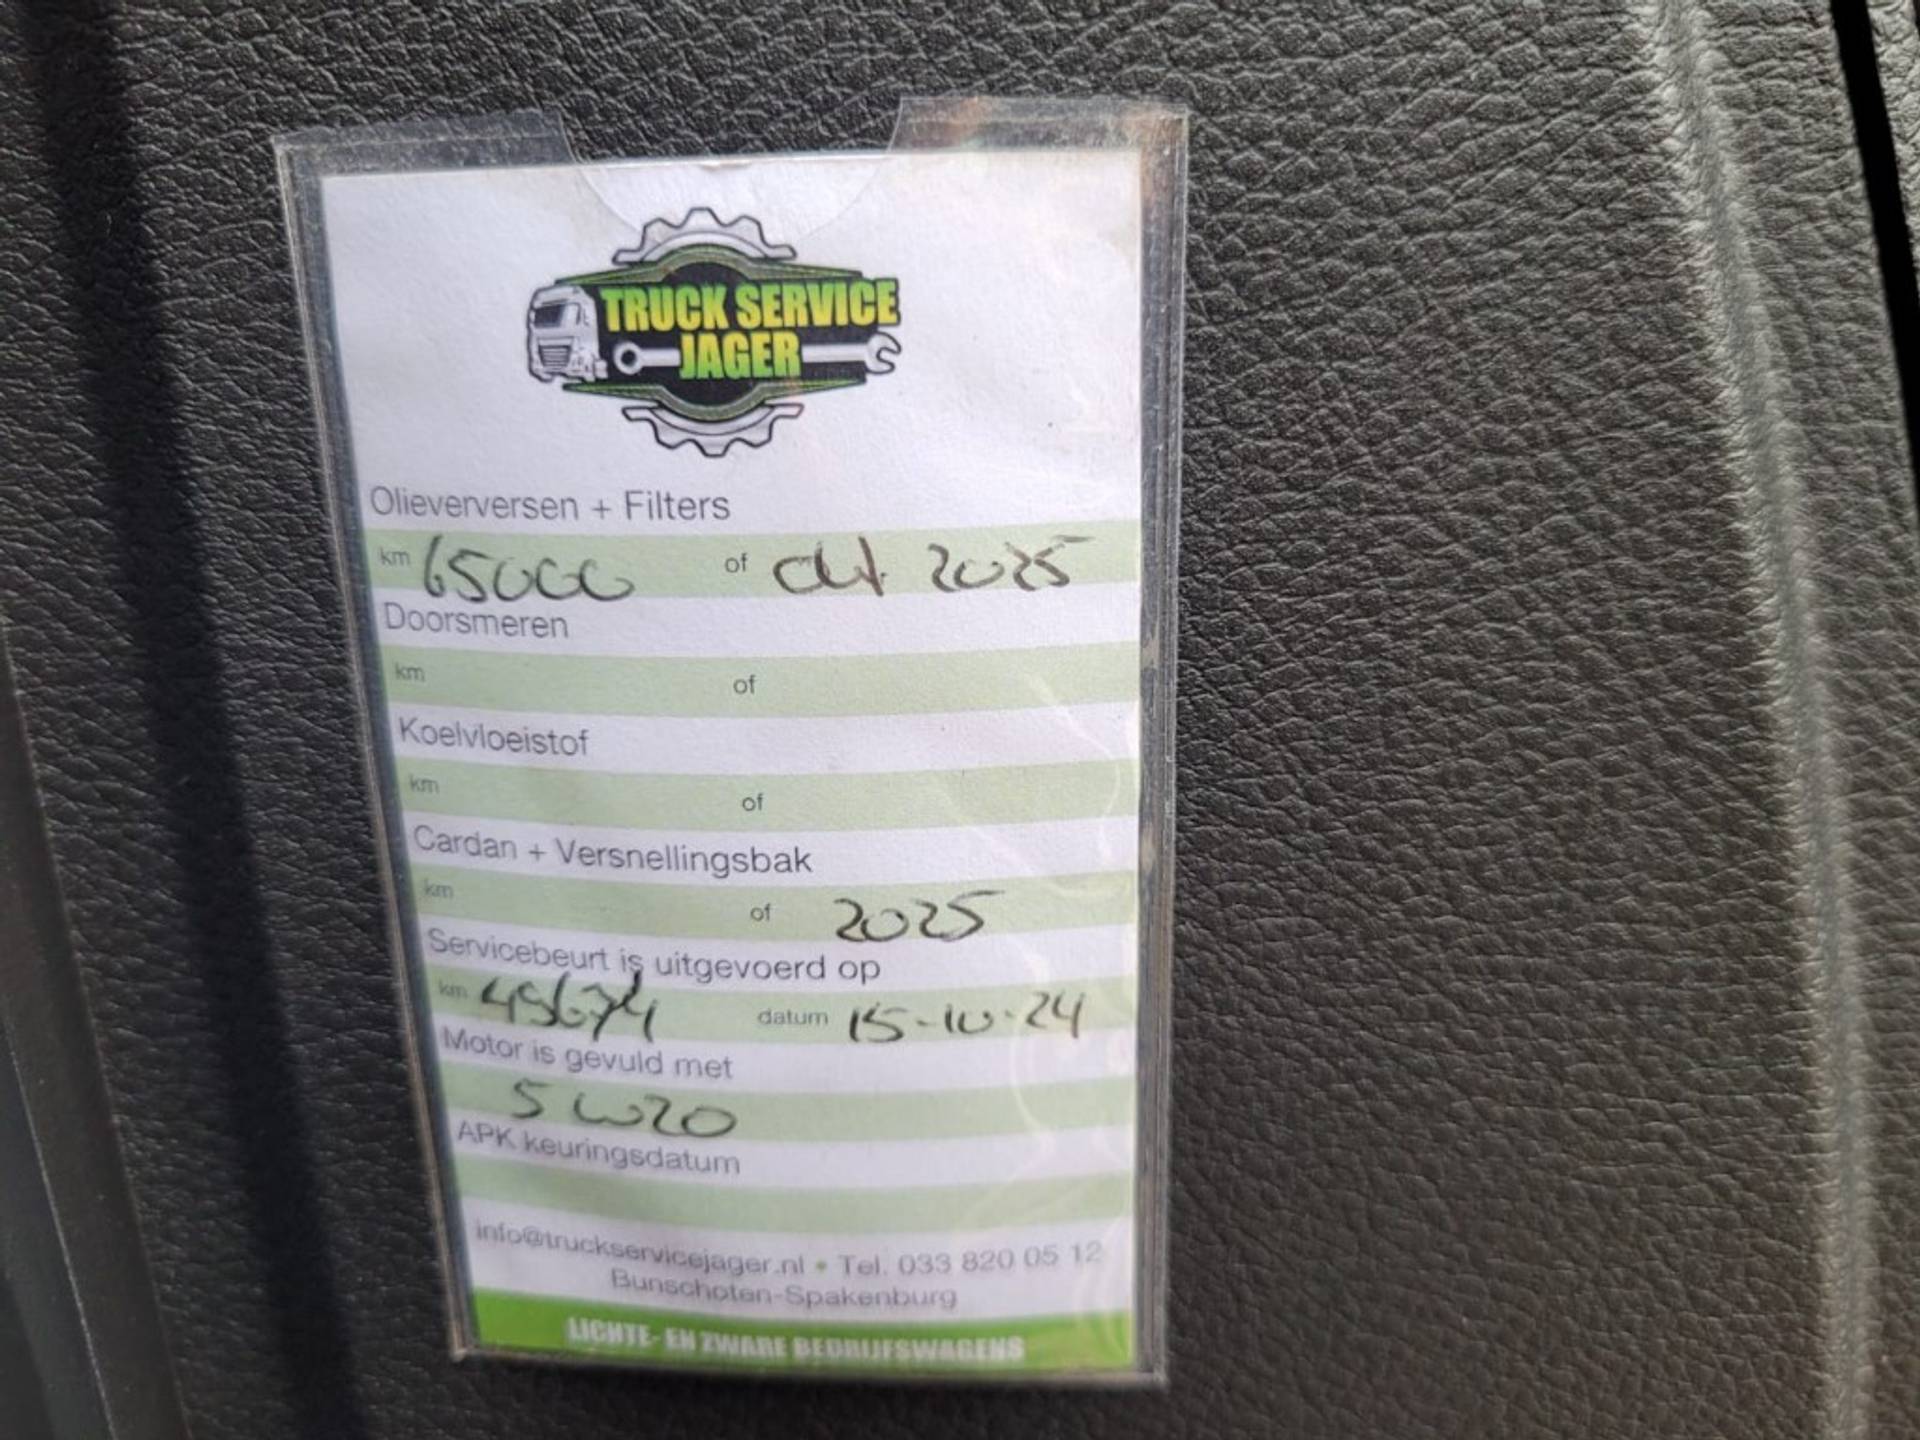 TRUCK SERVICE
JAGER
Olieverversen + Filters
km 65000 of okt 2025
Doorsmeren
km of
Koelvloeistof
km of
Cardan + Versnellingsbak
km of 2025
Servicebeurt is uitgevoerd op
km 45674 datum 15-10-24
Motor is gevuld met
5w20
APK keuringsdatum
info@truckservicejager.nl • Tel. 033 820 05 12
Bunschoten-Spakenburg
LICHTE- EN ZWARE BEDRIJFSWAGENS